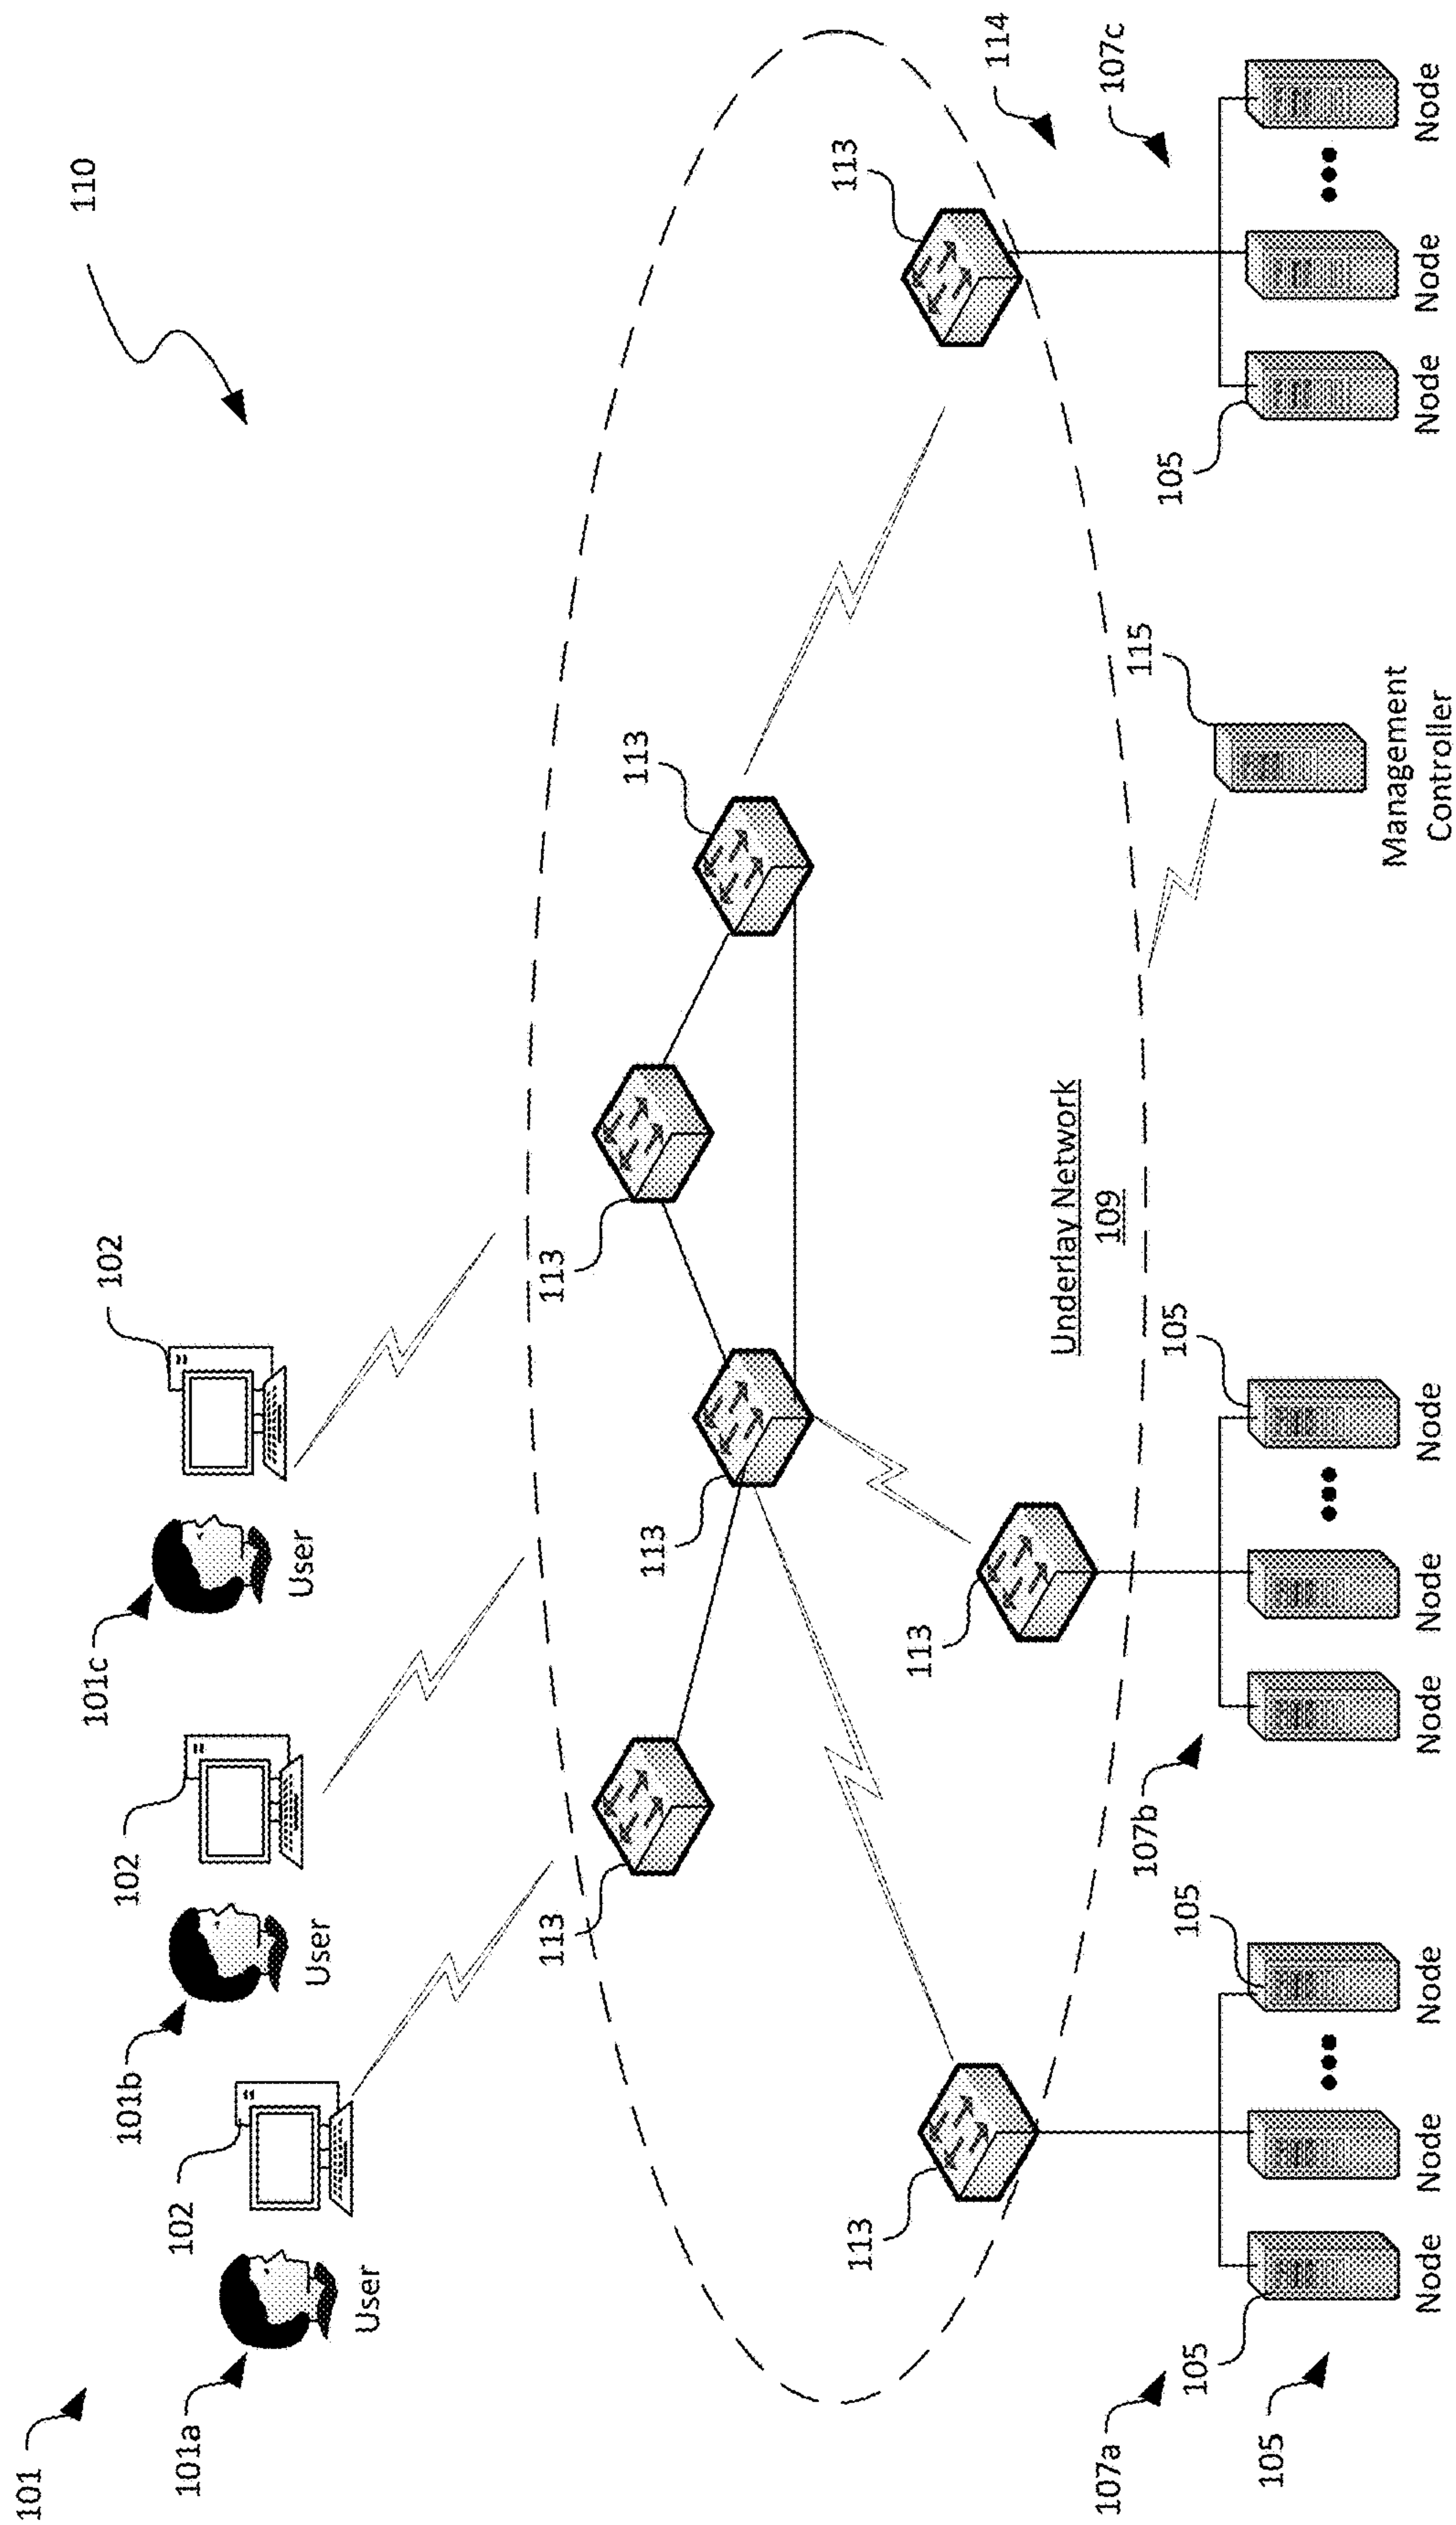 101
110
101c
102
101b
102
101a
102
User
User
User
113
113
113
113
113
113
113
114
Underlay Network
109
107a
107b
107c
115
105
105
105
105
105
Node
Node
Node
Node
Node
Node
Node
Node
Node
Management
Controller